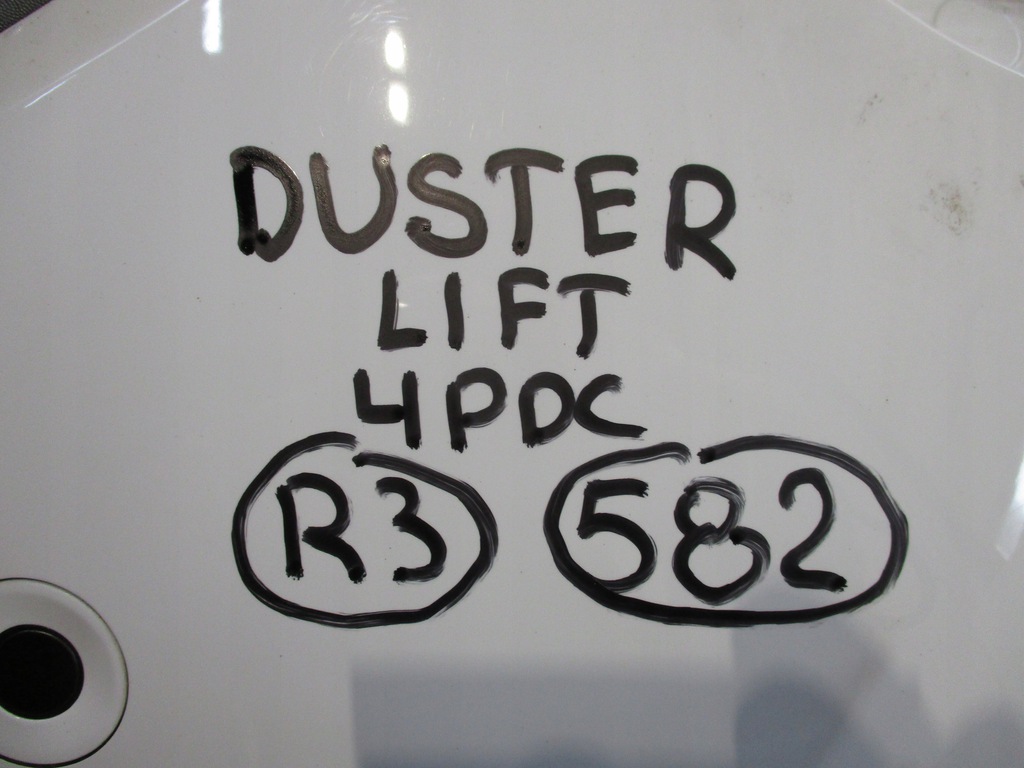 DUSTER
LIFT
4PDC
R3 582